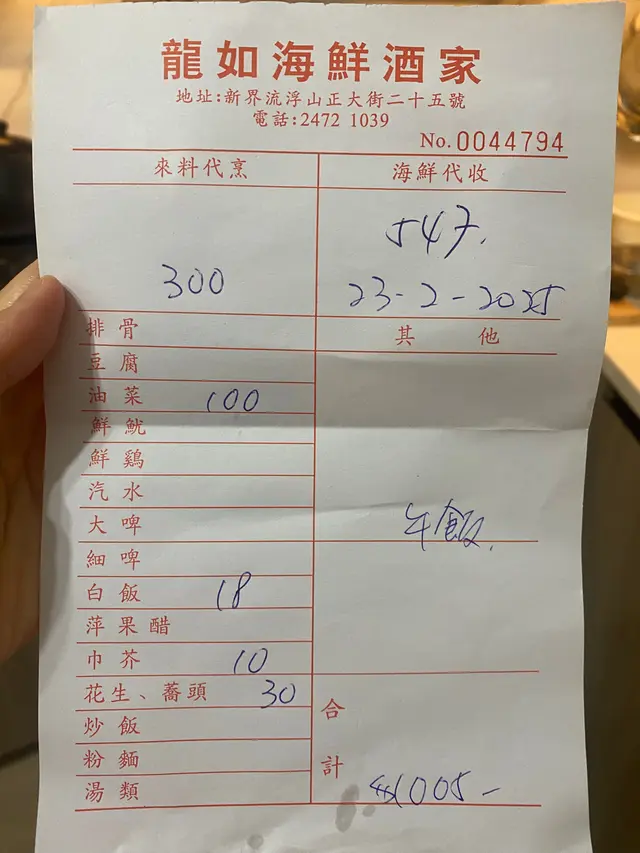 龍如海鮮酒家
地址:新界流浮山正大街二十五號
電話:2472 1039
No. 0044794
來料代烹
300
海鮮代收
547.
23-2-2025
排骨
豆腐
油菜 100
鮮魷
鮮鷄
汽水
大啤
細啤
白飯 18
萍果醋
巾芥 10
花生、蕎頭 30
炒飯
粉麵
湯類
其他
午飯.
合計
$1005-